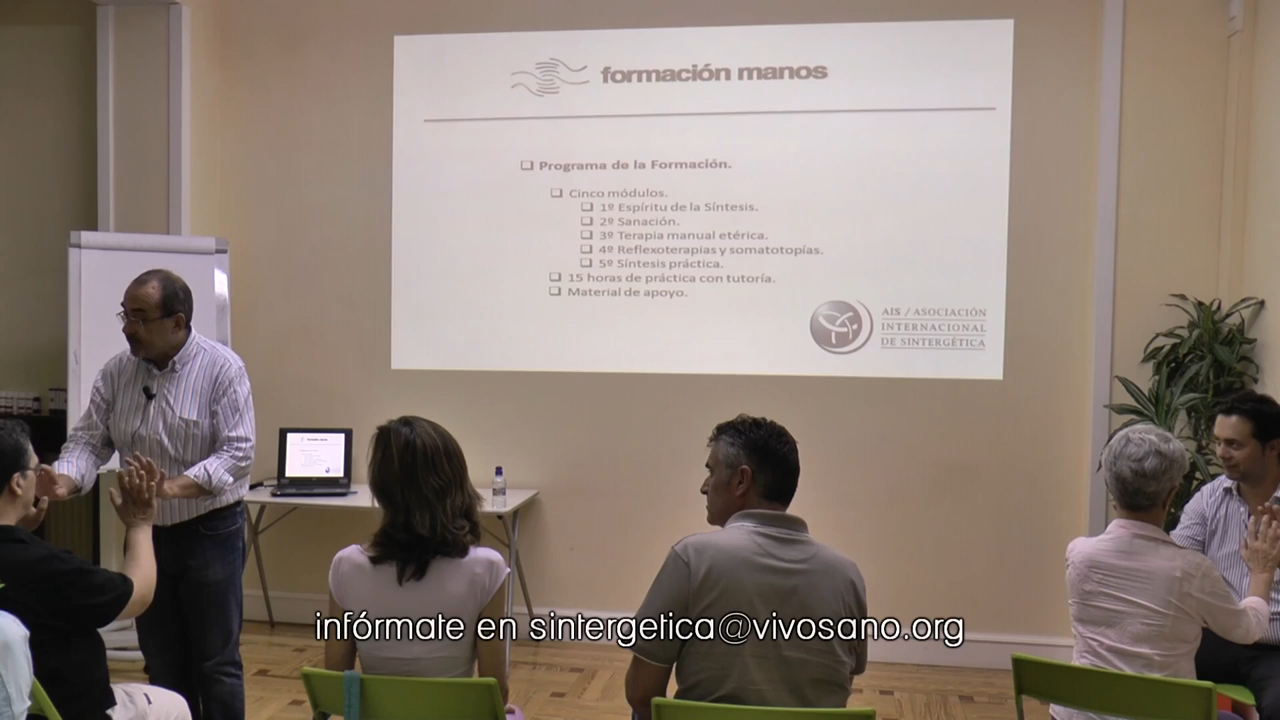 formación manos
Programa de la Formación.
Cinco módulos.
1º Espíritu de la Síntesis.
2º Sanación.
3º Terapia manual etérica.
4º Reflexoterapias y somatotopías.
5º Síntesis práctica.
15 horas de práctica con tutoría.
Material de apoyo.
AIS / ASOCIACIÓN
INTERNACIONAL
DE SINTERGÉTICA
infórmate en sintergetica@vivosano.org